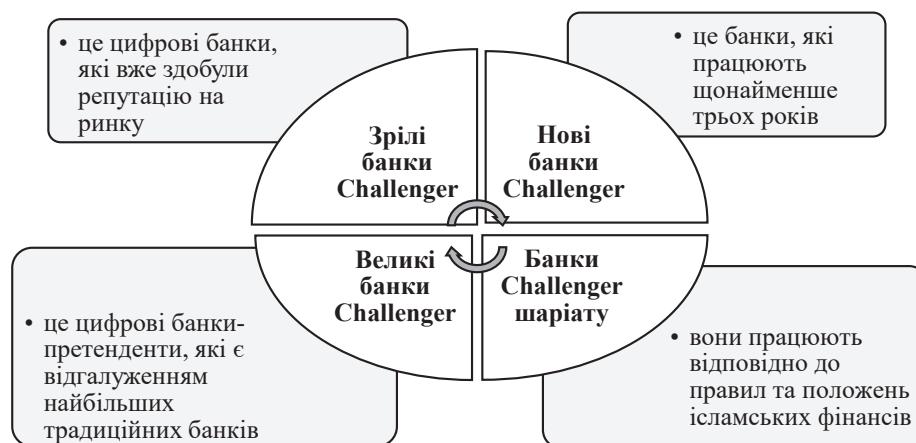 • це цифрові банки,
які вже здобули
репутацію на
ринку
• це банки, які
працюють
щонайменше
трьох років
Зрілі
банки
Challenger
Нові
банки
Challenger
Великі
банки
Challenger
Банки
Challenger
шаріату
• це цифрові банки-
претенденти, які є
відгалуженням
найбільших
традиційних банків
• вони працюють
відповідно до
правил та положень
ісламських фінансів